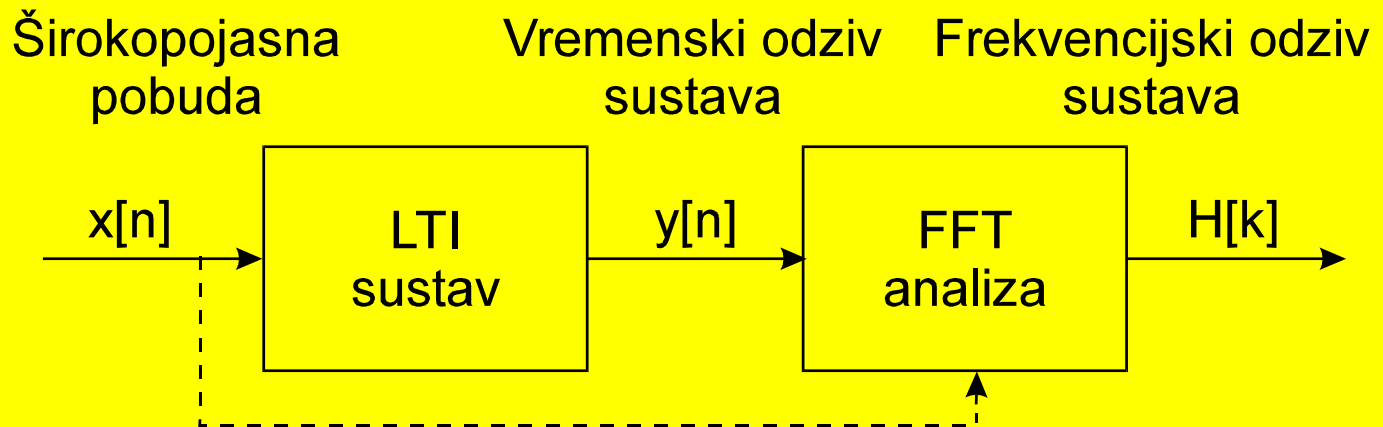 Širokopojasna
pobuda
Vremenski odziv
sustava
Frekvencijski odziv
sustava
x[n]
LTI
sustav
y[n]
FFT
analiza
H[k]